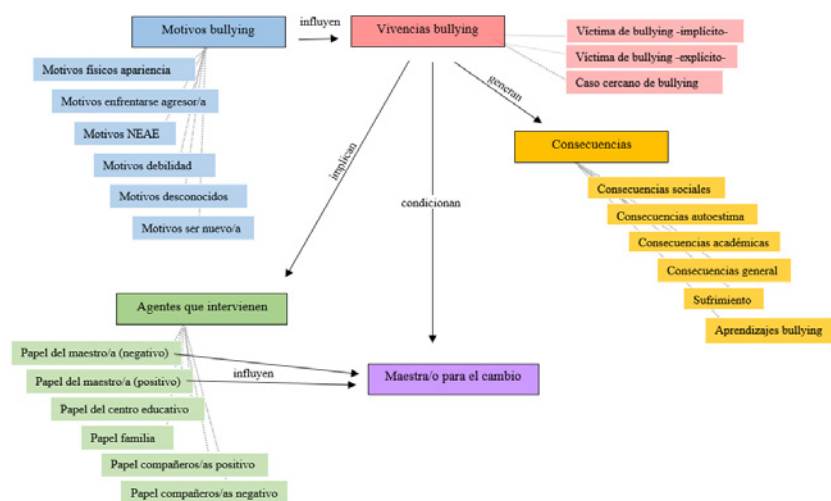 Motivos bullying
influyen
Vivencias bullying
Víctima de bullying -implícito-
Víctima de bullying -explícito-
Caso cercano de bullying
Motivos físicos apariencia
Motivos enfrentarse agresor/a
Motivos NEAE
Motivos debilidad
Motivos desconocidos
Motivos ser nuevo/a
generan
Consecuencias
implican
condicionan
Consecuencias sociales
Consecuencias autoestima
Consecuencias académicas
Consecuencias general
Sufrimiento
Aprendizajes bullying
Agentes que intervienen
Papel del maestro/a (negativo)
Papel del maestro/a (positivo)
Papel del centro educativo
Papel familia
Papel compañeros/as positivo
Papel compañeros/as negativo
influyen
Maestra/o para el cambio